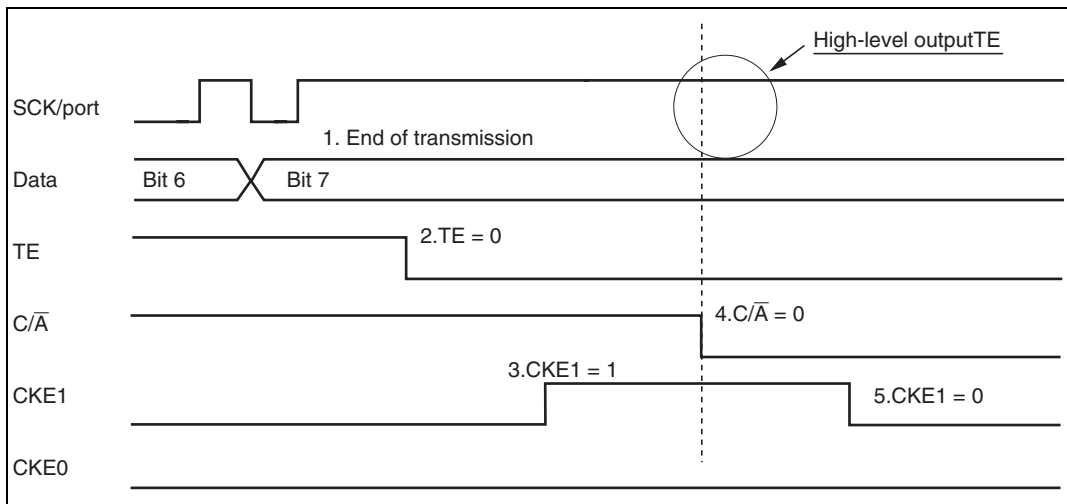 High-level outputTE
SCK/port
1. End of transmission
Data
Bit 6
Bit 7
TE
2.TE = 0
C/A̅
4.C/A̅ = 0
3.CKE1 = 1
CKE1
5.CKE1 = 0
CKE0